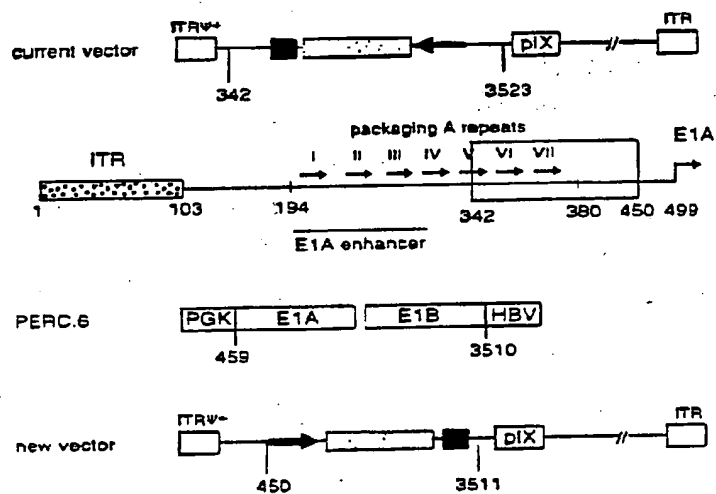 ITRΨ+ ITR
current vector pIX
342 3523
packaging A repeats
E1A
I II III IV V VI VII
ITR
1 103 194 342 380 450 499
E1A enhancer
PERC.6 PGK E1A E1B HBV
459 3510
ITRΨ+ ITR
new vector pIX
450 3511